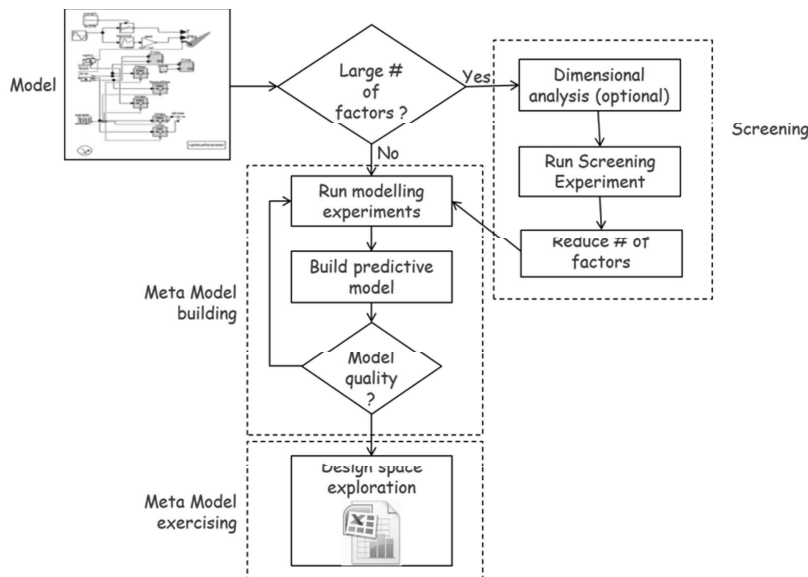 Model
Large #
of
factors ?
Yes
No
Dimensional
analysis (optional)
Run Screening
Experiment
Reduce # of
factors
Screening
Run modelling
experiments
Build predictive
model
Model
quality
?
Meta Model
building
Design space
exploration
Meta Model
exercising